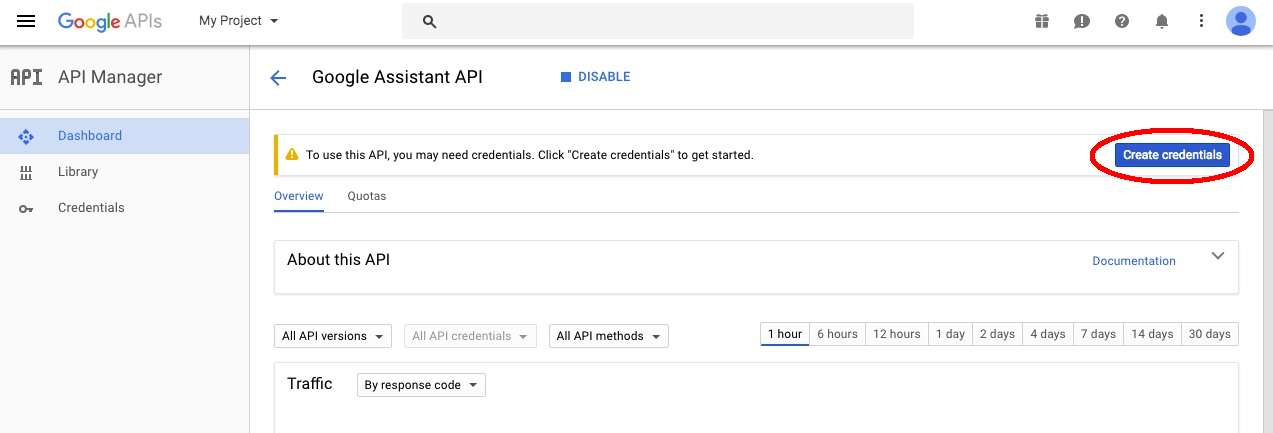 Google APIs My Project
API API Manager
Google Assistant API DISABLE
Dashboard
Library
Credentials
To use this API, you may need credentials. Click "Create credentials" to get started. Create credentials
Overview Quotas
About this API Documentation
All API versions All API credentials All API methods 1 hour 6 hours 12 hours 1 day 2 days 4 days 7 days 14 days 30 days
Traffic By response code